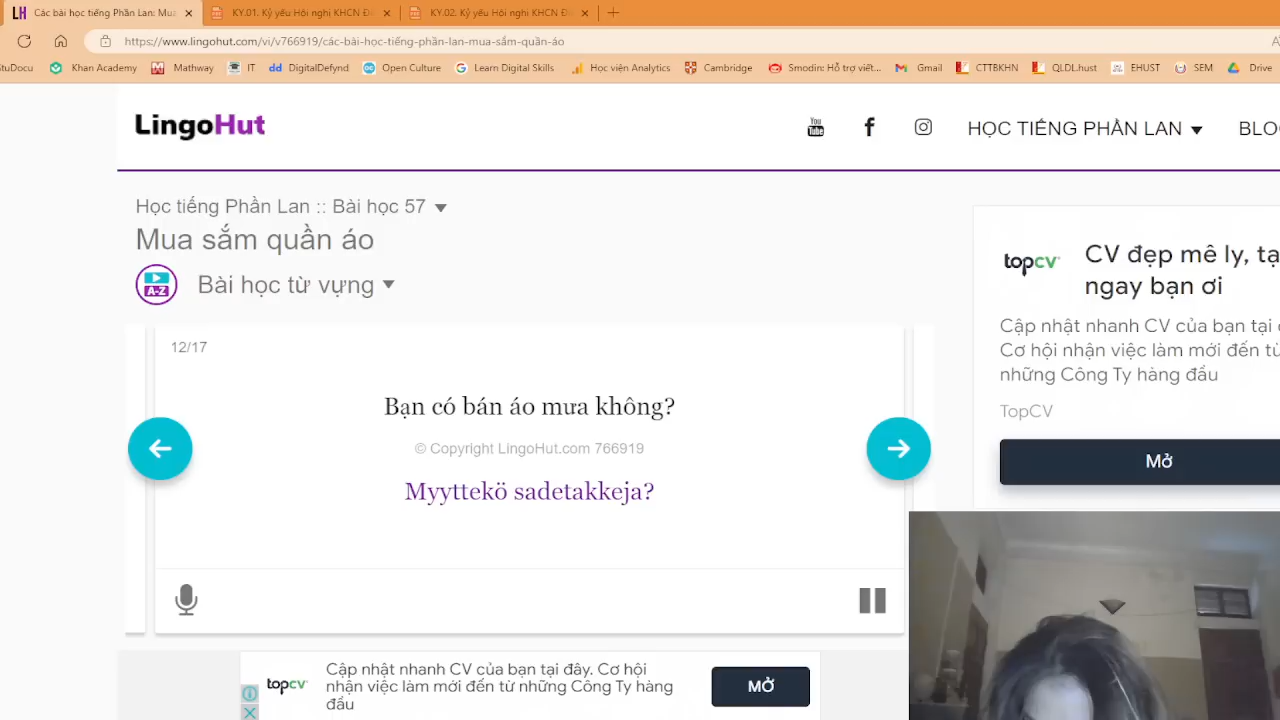 Các bài học tiếng Phần Lan: Mua
KY.01. Kỷ yếu Hội nghị KHCN Đi
KY.02. Kỷ yếu Hội nghị KHCN Đi
https://www.lingohut.com/vi/v766919/các-bài-học-tiếng-phần-lan-mua-sắm-quần-áo
StuDocu
Khan Academy
Mathway
IT
DigitalDefynd
Open Culture
Learn Digital Skills
Học viện Analytics
Cambridge
Smodin: Hỗ trợ viết...
Gmail
CTTBKHN
QLDL.hust
EHUST
SEM
Drive
LingoHut
You Tube
HỌC TIẾNG PHẦN LAN
BLO
Học tiếng Phần Lan :: Bài học 57
Mua sắm quần áo
A-Z
Bài học từ vựng
12/17
Bạn có bán áo mưa không?
© Copyright LingoHut.com 766919
Myyttekö sadetakkeja?
topcv
CV đẹp mê ly, tạ
ngay bạn ơi
Cập nhật nhanh CV của bạn tại
Cơ hội nhận việc làm mới đến từ
những Công Ty hàng đầu
TopCV
Mở
topcv
Cập nhật nhanh CV của bạn tại đây. Cơ hội
nhận việc làm mới đến từ những Công Ty hàng
đầu
MỞ